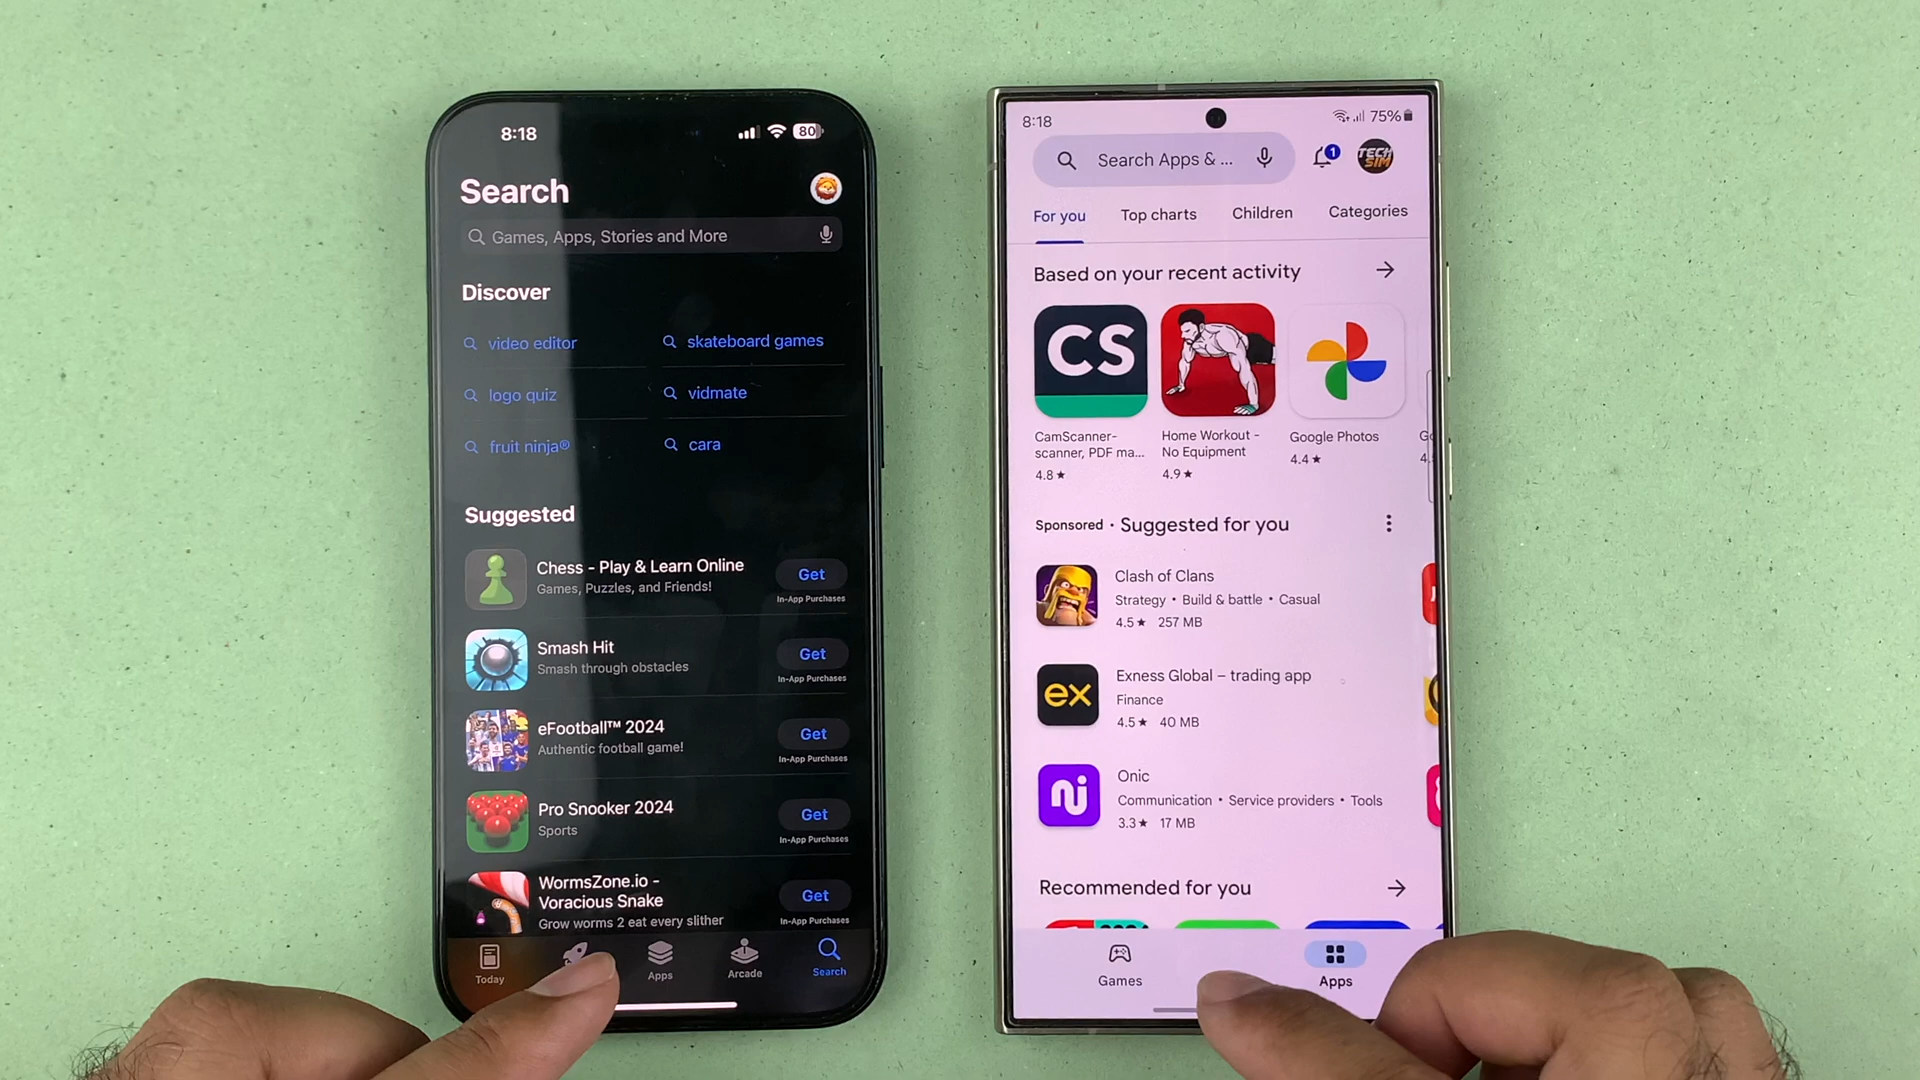 8:18
80
Search
Games, Apps, Stories and More
Discover
video editor
skateboard games
logo quiz
vidmate
fruit ninja®
cara
Suggested
Chess - Play & Learn Online
Games, Puzzles, and Friends!
Get
In-App Purchases
Smash Hit
Smash through obstacles
Get
In-App Purchases
eFootball™ 2024
Authentic football game!
Get
In-App Purchases
Pro Snooker 2024
Sports
Get
In-App Purchases
WormsZone.io -
Voracious Snake
Grow worms 2 eat every slither
Get
In-App Purchases
Today
Apps
Arcade
Search
8:18
75%
Search Apps & ...
1
TECH
SIM
For you
Top charts
Children
Categories
Based on your recent activity
CS
CamScanner-
scanner, PDF ma...
4.8★
Home Workout -
No Equipment
4.9★
Google Photos
4.4★
Sponsored • Suggested for you
Clash of Clans
Strategy • Build & battle • Casual
4.5★ 257 MB
ex
Exness Global – trading app
Finance
4.5★ 40 MB
Onic
Communication • Service providers • Tools
3.3★ 17 MB
Recommended for you
Games
Apps